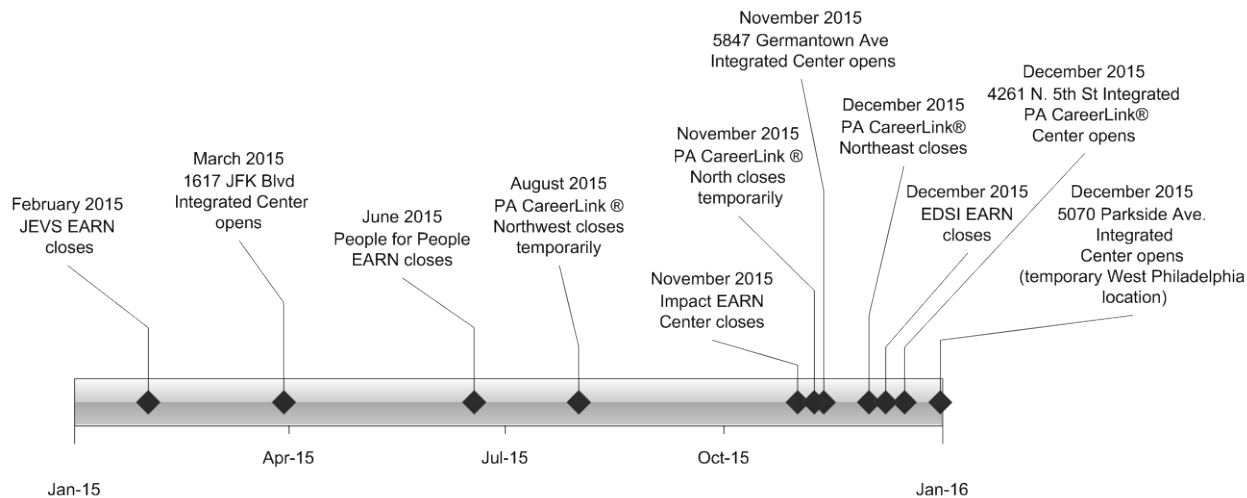 February 2015
JEVS EARN
closes
March 2015
1617 JFK Blvd
Integrated Center
opens
June 2015
People for People
EARN closes
August 2015
PA CareerLink ®
Northwest closes
temporarily
November 2015
Impact EARN
Center closes
November 2015
PA CareerLink ®
North closes
temporarily
November 2015
5847 Germantown Ave
Integrated Center opens
December 2015
PA CareerLink®
Northeast closes
December 2015
EDSI EARN
closes
December 2015
4261 N. 5th St Integrated
PA CareerLink®
Center opens
December 2015
5070 Parkside Ave.
Integrated
Center opens
(temporary West Philadelphia
location)
Apr-15
Jul-15
Oct-15
Jan-15
Jan-16